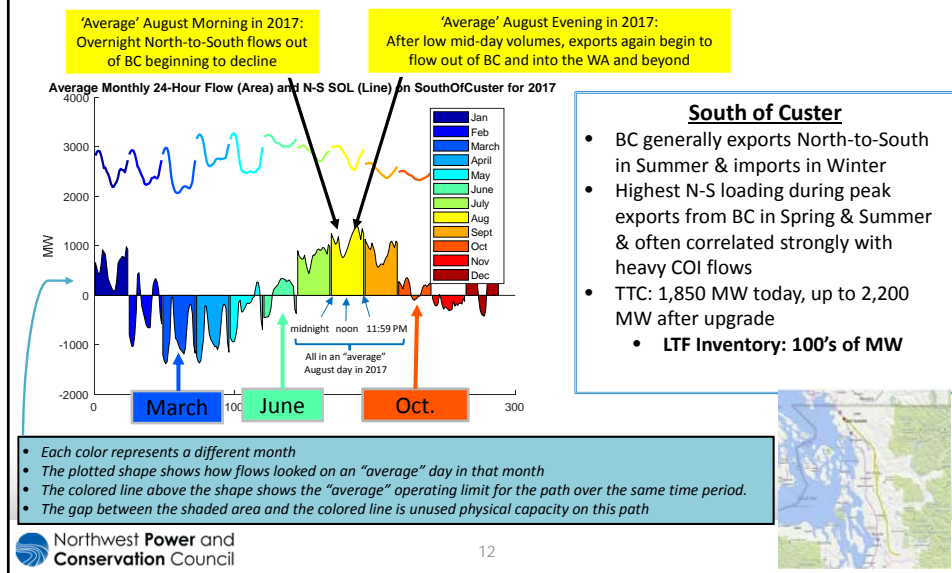 'Average' August Morning in 2017:
Overnight North-to-South flows out
of BC beginning to decline
'Average' August Evening in 2017:
After low mid-day volumes, exports again begin to
flow out of BC and into the WA and beyond
Average Monthly 24-Hour Flow (Area) and N-S SOL (Line) on SouthOfCuster for 2017
4000
3000
2000
1000
0
-1000
-2000
MW
Jan
Feb
March
April
May
June
July
Aug
Sept
Oct
Nov
Dec
midnight noon 11:59 PM
All in an "average"
August day in 2017
0
100
300
March
June
Oct.
South of Custer
• BC generally exports North-to-South
in Summer & imports in Winter
• Highest N-S loading during peak
exports from BC in Spring & Summer
& often correlated strongly with
heavy COI flows
• TTC: 1,850 MW today, up to 2,200
MW after upgrade
• LTF Inventory: 100's of MW
• Each color represents a different month
• The plotted shape shows how flows looked on an "average" day in that month
• The colored line above the shape shows the "average" operating limit for the path over the same time period.
• The gap between the shaded area and the colored line is unused physical capacity on this path
Northwest Power and
Conservation Council
12